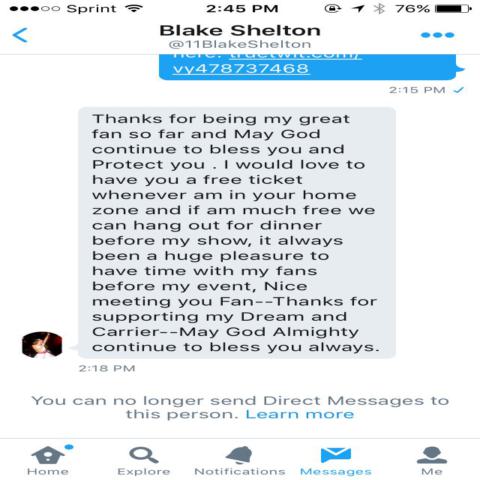 Sprint 2:45 PM 76%
Blake Shelton
@11BlakeShelton
here: truetwit.com/
vy478737468
2:15 PM
Thanks for being my great
fan so far and May God
continue to bless you and
Protect you . I would love to
have you a free ticket
whenever am in your home
zone and if am much free we
can hang out for dinner
before my show, it always
been a huge pleasure to
have time with my fans
before my event, Nice
meeting you Fan--Thanks for
supporting my Dream and
Carrier--May God Almighty
continue to bless you always.
2:18 PM
You can no longer send Direct Messages to
this person. Learn more
Home Explore Notifications Messages Me